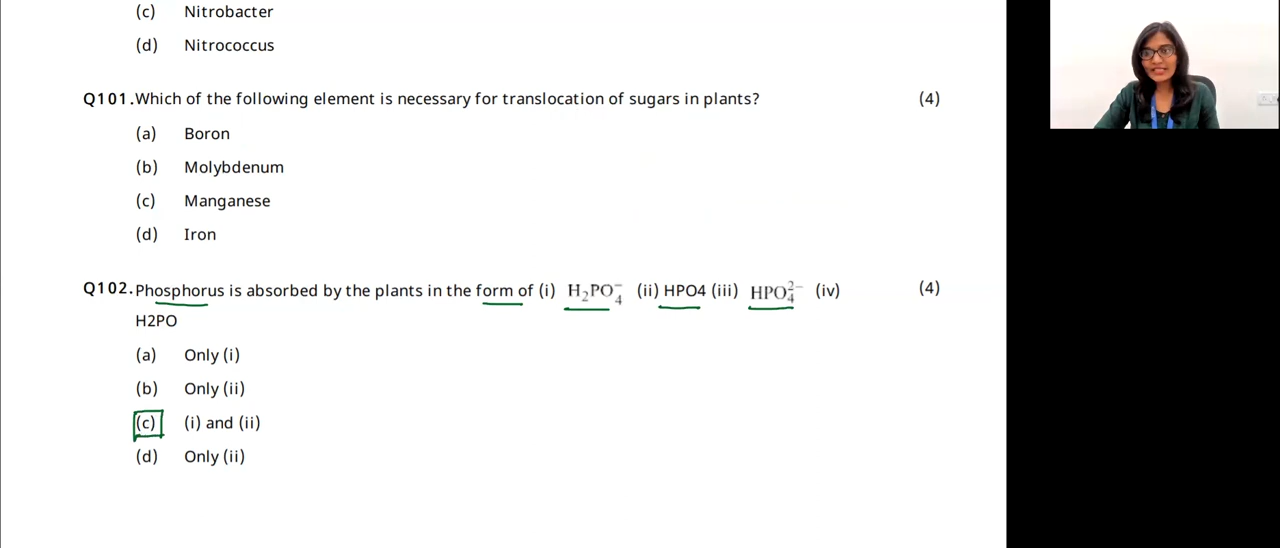 (c) Nitrobacter
(d) Nitrococcus
Q101. Which of the following element is necessary for translocation of sugars in plants? (4)
(a) Boron
(b) Molybdenum
(c) Manganese
(d) Iron
Q102. Phosphorus is absorbed by the plants in the form of (i) H₂PO₄⁻ (ii) HPO4 (iii) HPO₄²⁻ (iv) (4)
H2PO
(a) Only (i)
(b) Only (ii)
(c) (i) and (ii)
(d) Only (ii)